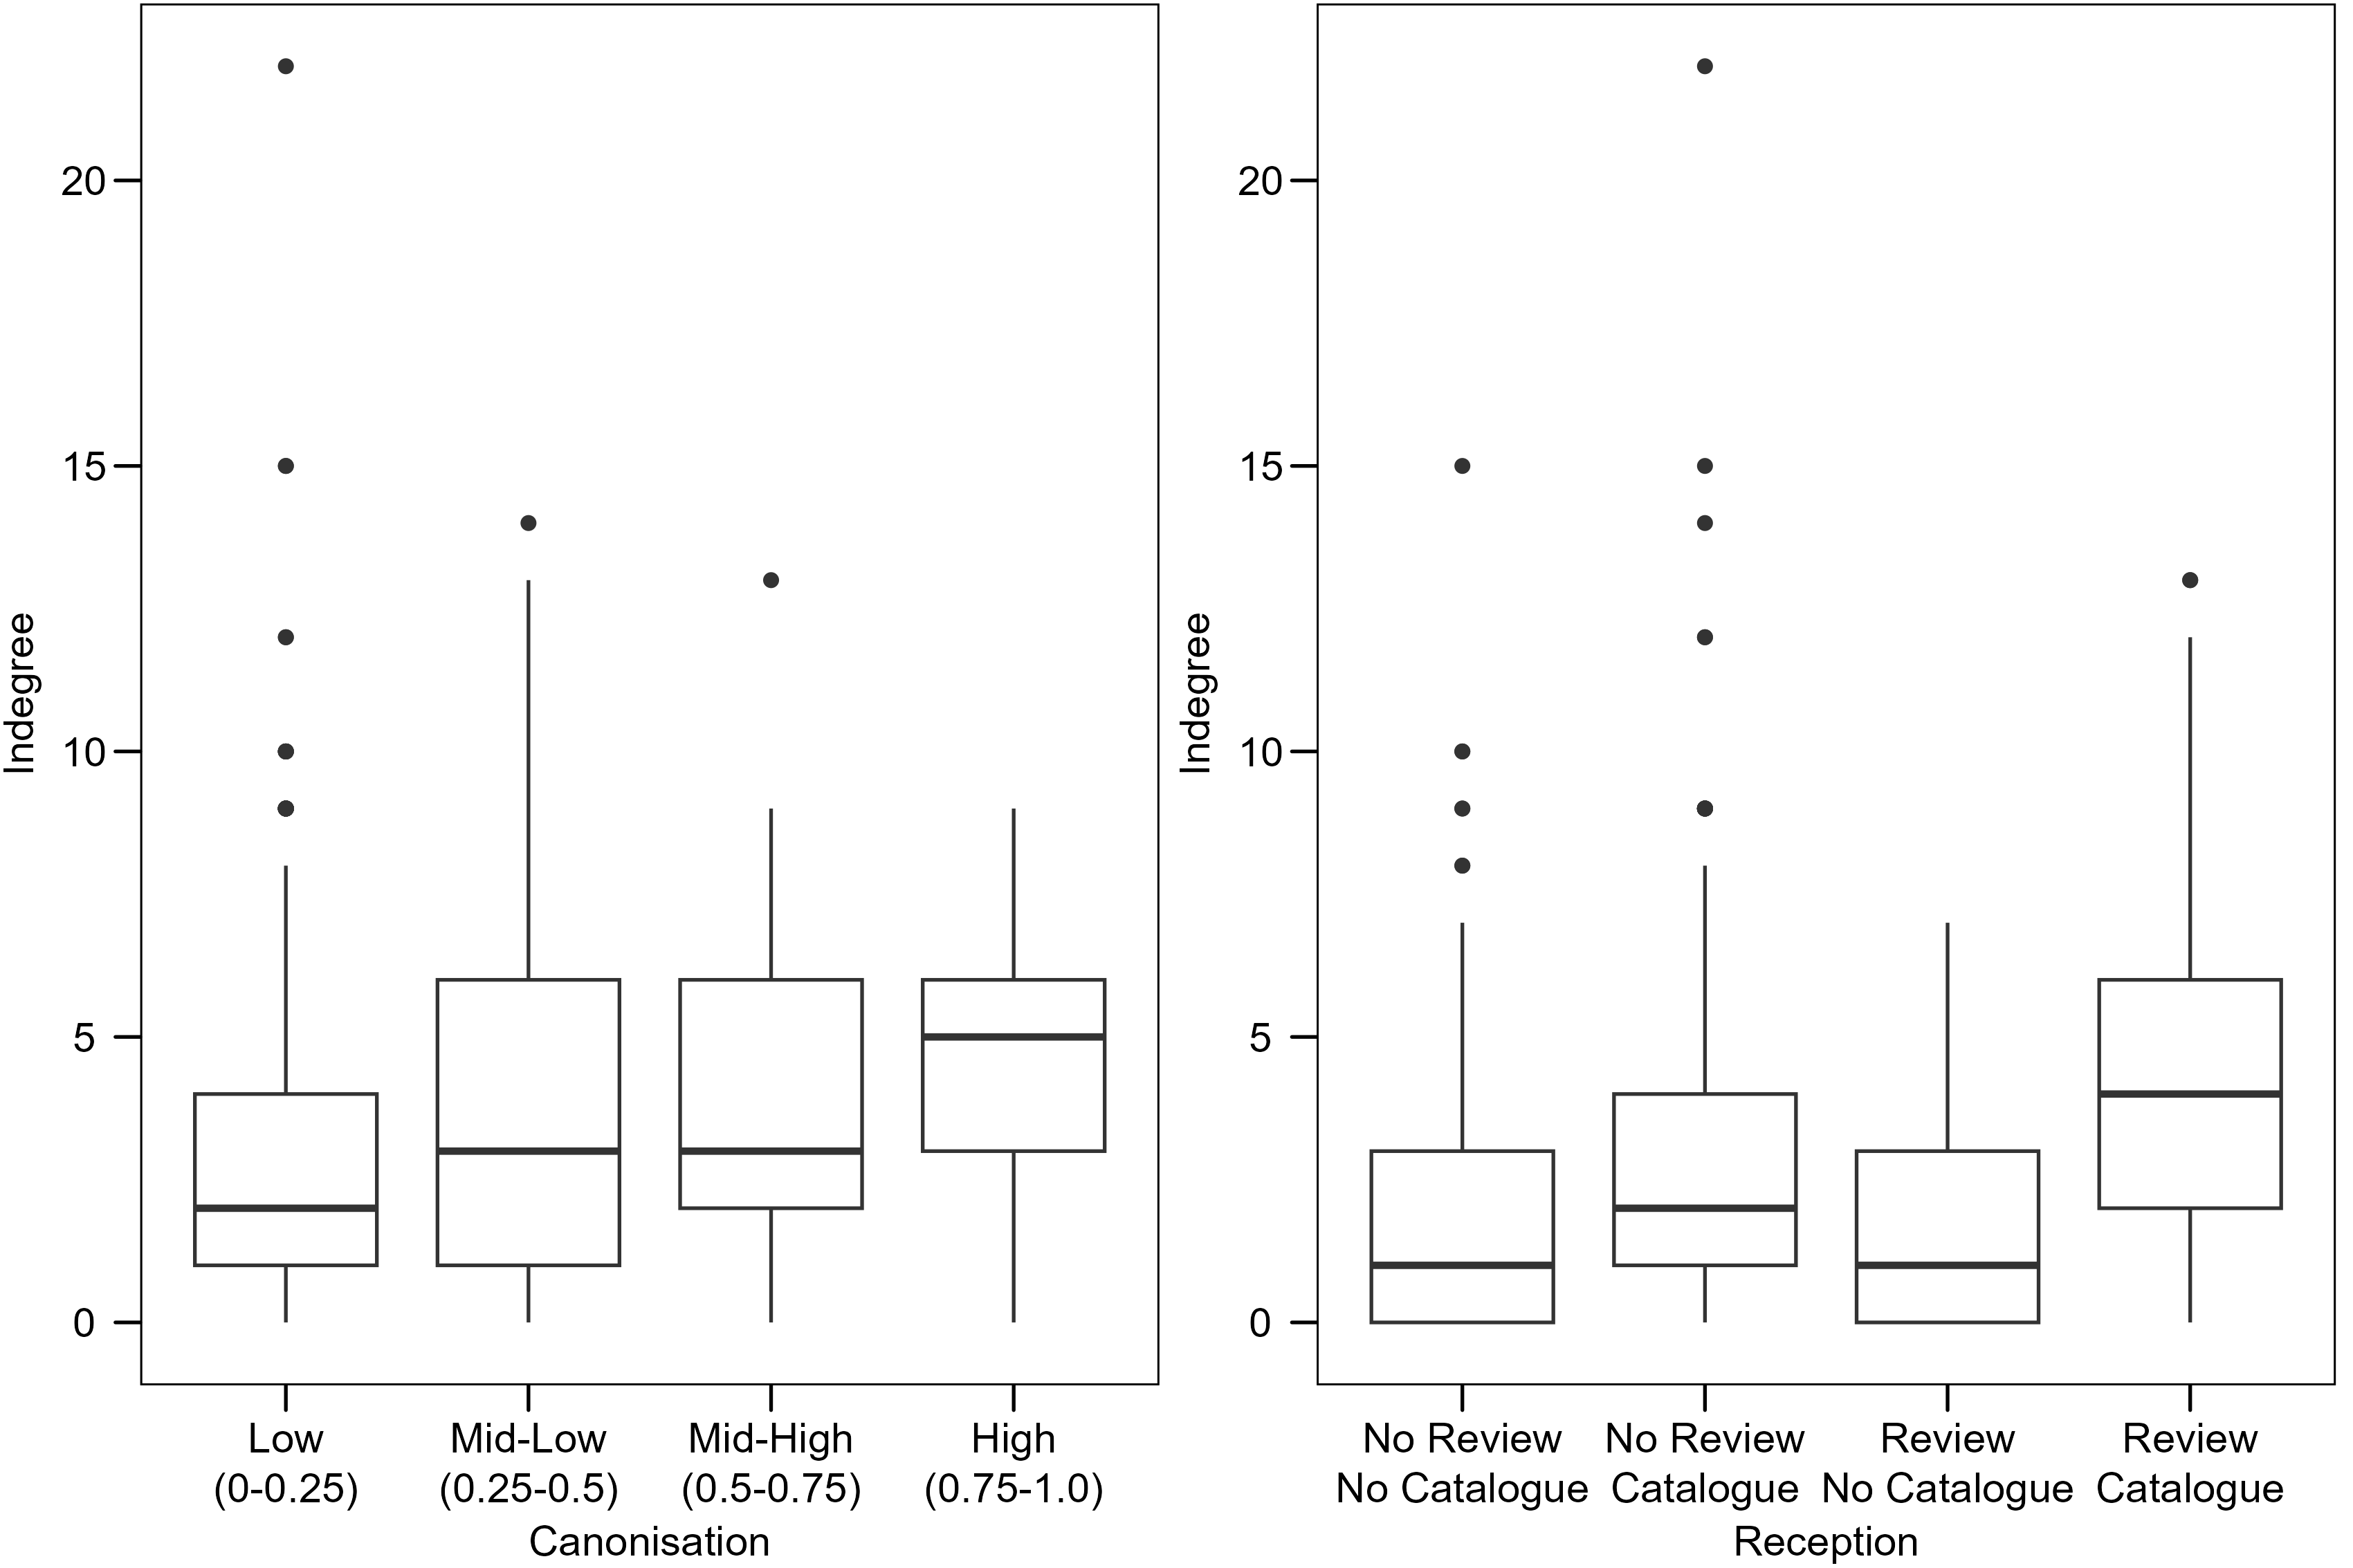 Indegree
20
15
10
5
0
Low
(0-0.25)
Mid-Low
(0.25-0.5)
Mid-High
(0.5-0.75)
High
(0.75-1.0)
Canonisation
Indegree
20
15
10
5
0
No Review
No Catalogue
No Review
Catalogue
Review
No Catalogue
Review
Catalogue
Reception